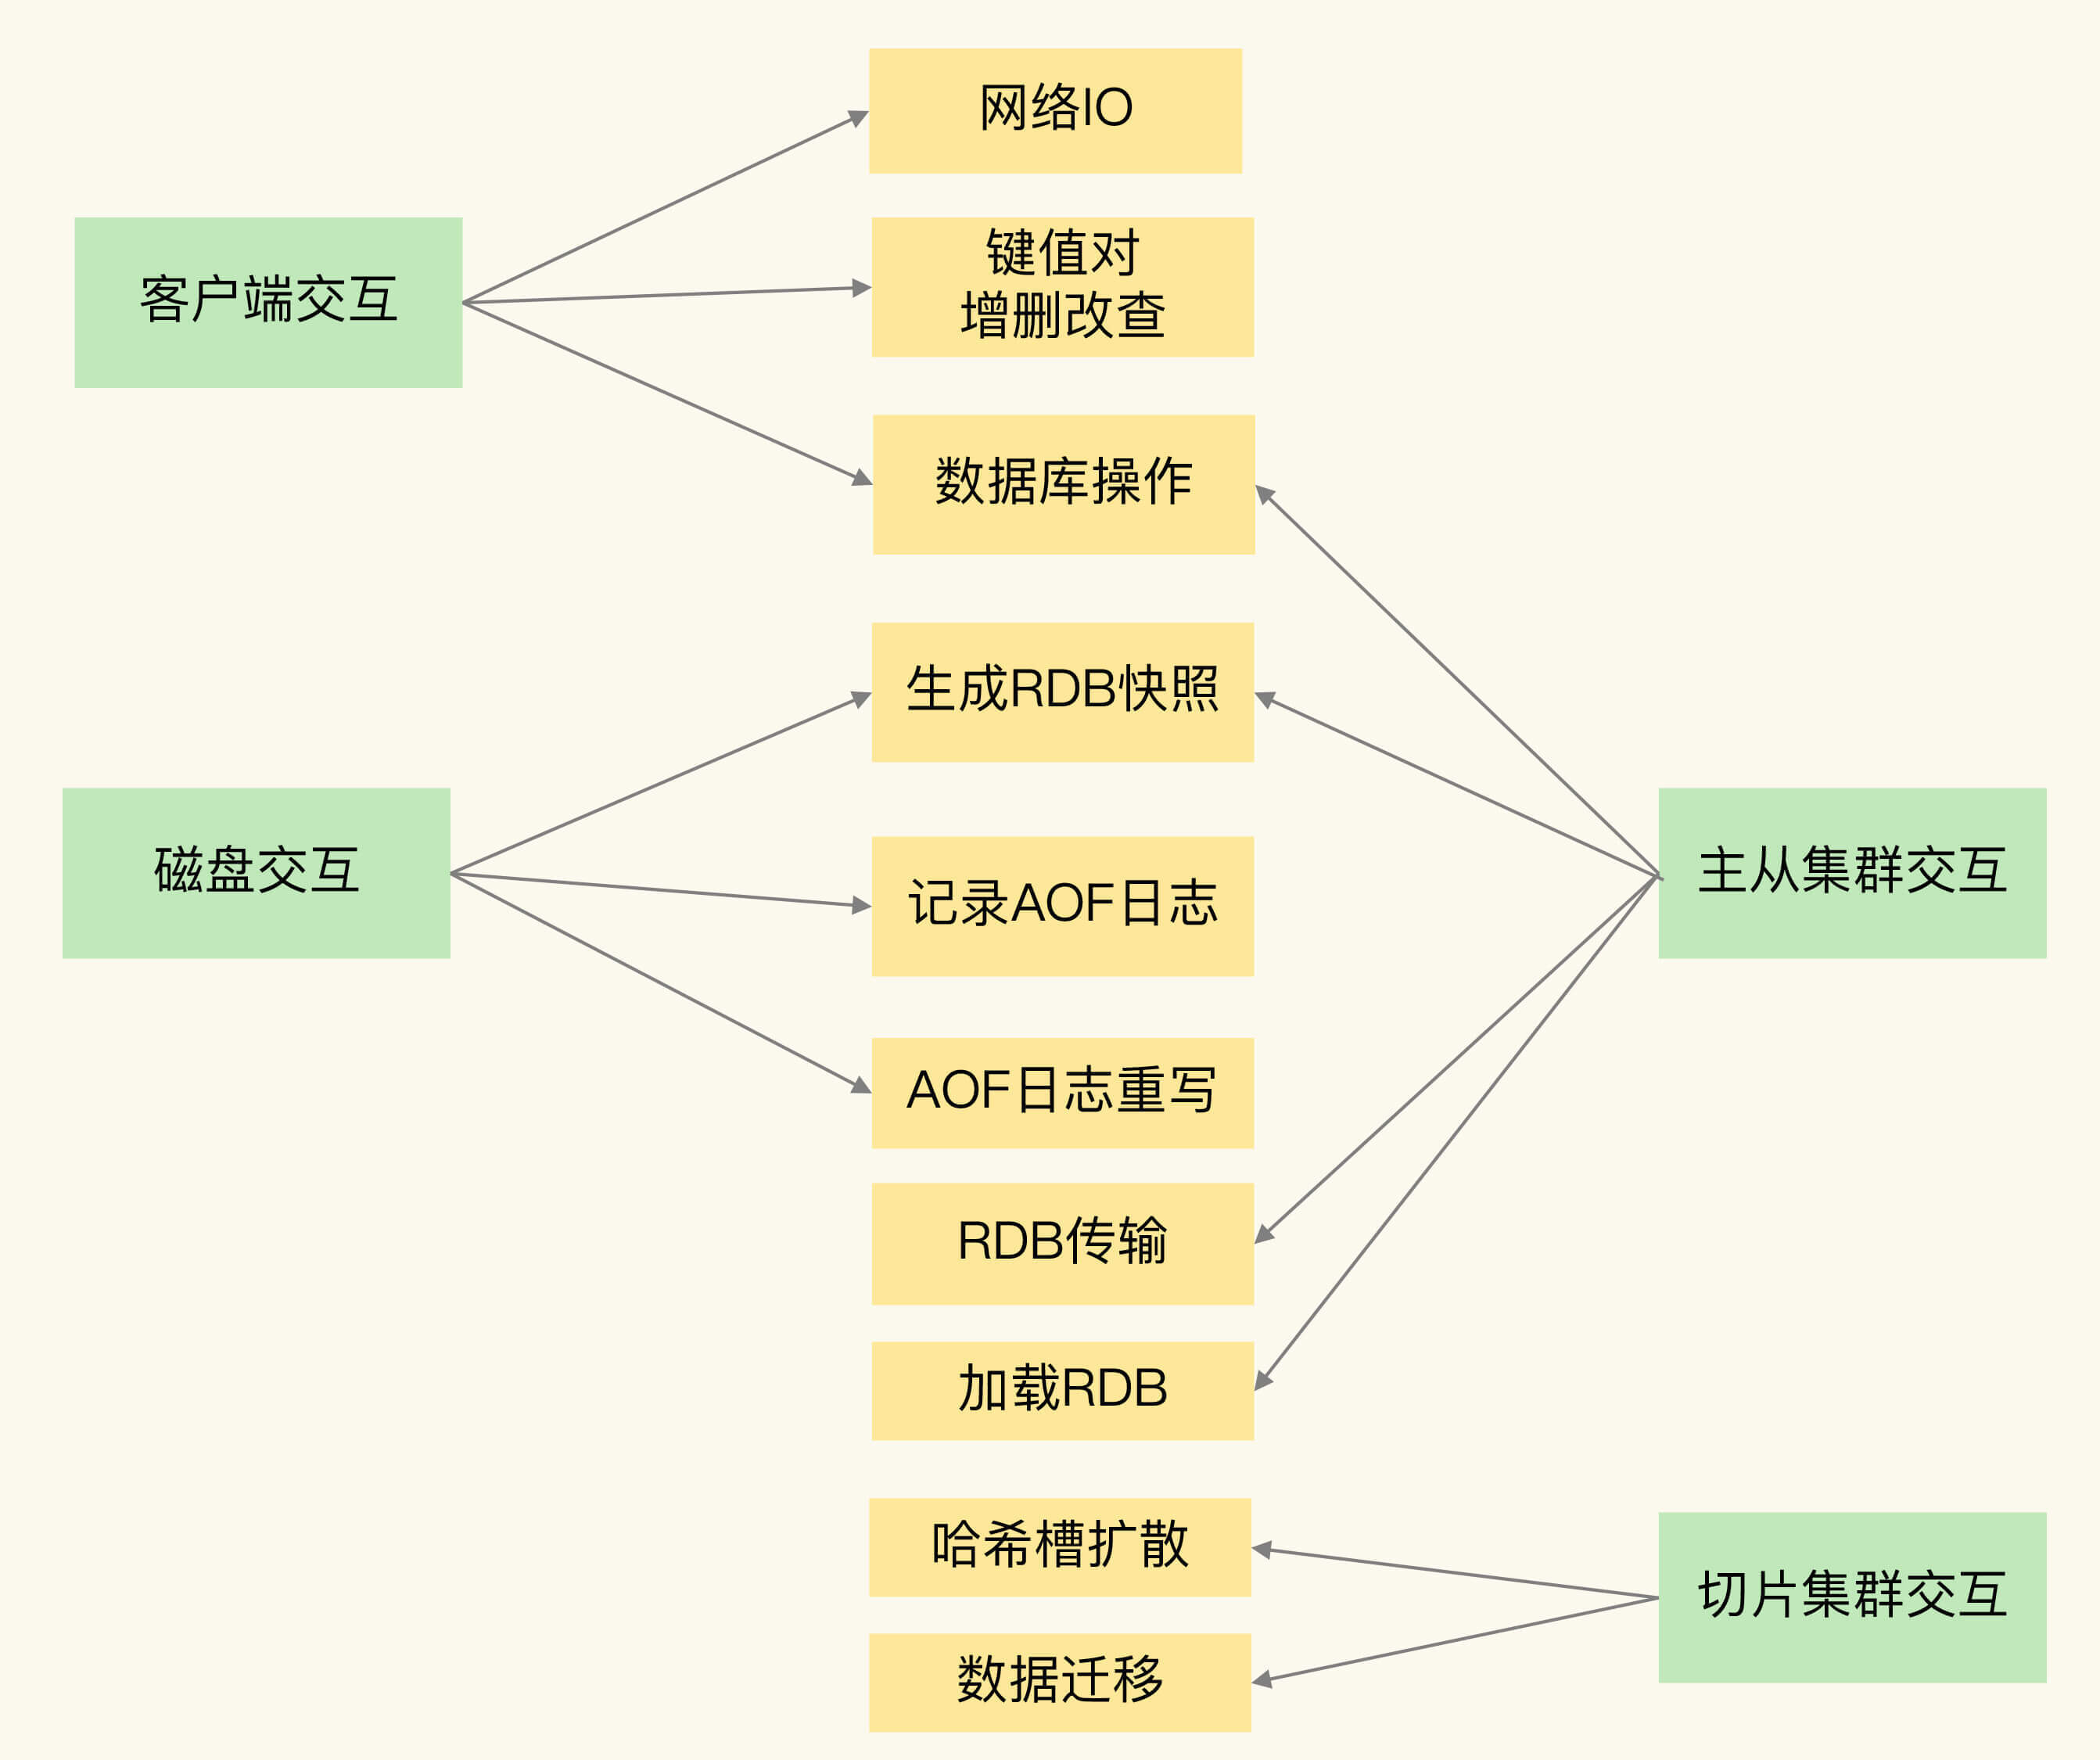 网络IO
客户端交互
键值对
增删改查
数据库操作
生成RDB快照
磁盘交互
主从集群交互
记录AOF日志
AOF日志重写
RDB传输
加载RDB
哈希槽扩散
切片集群交互
数据迁移